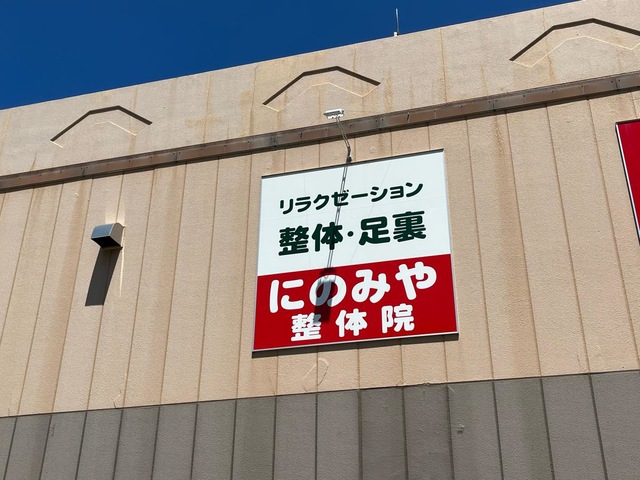 リラクゼーション
整体・足裏
にのみや
整体院